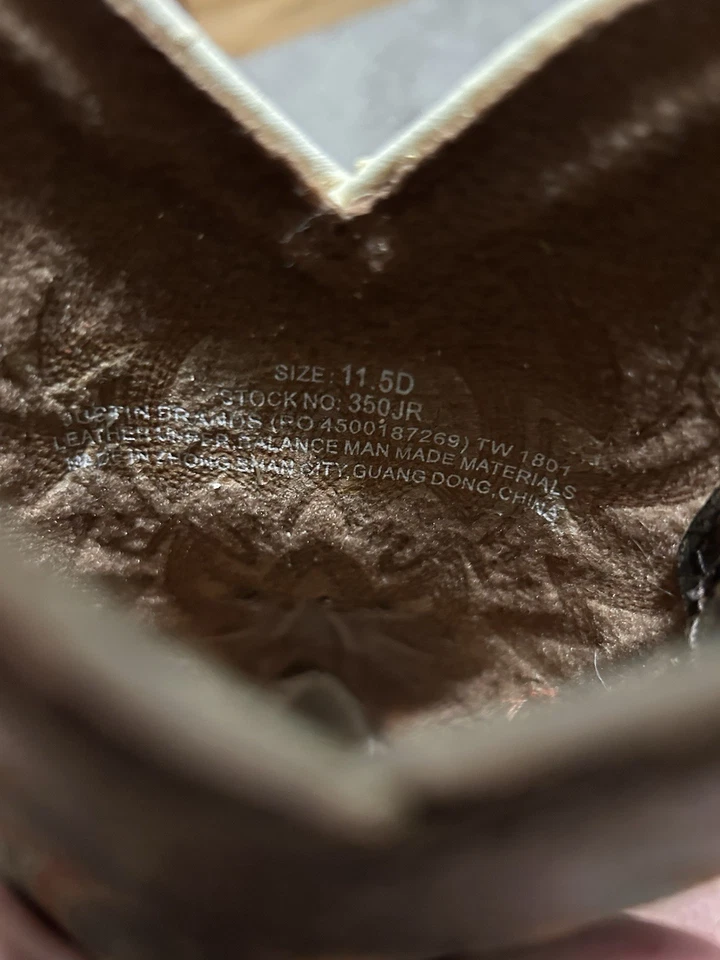 SIZE: 11.5D
STOCK NO: 350JR
JUSTIN BRANDS (PO 4500187269) TW 1801
LEATHER UPPER BALANCE MAN MADE MATERIALS
MADE IN ZHONG SHAN CITY, GUANG DONG, CHINA